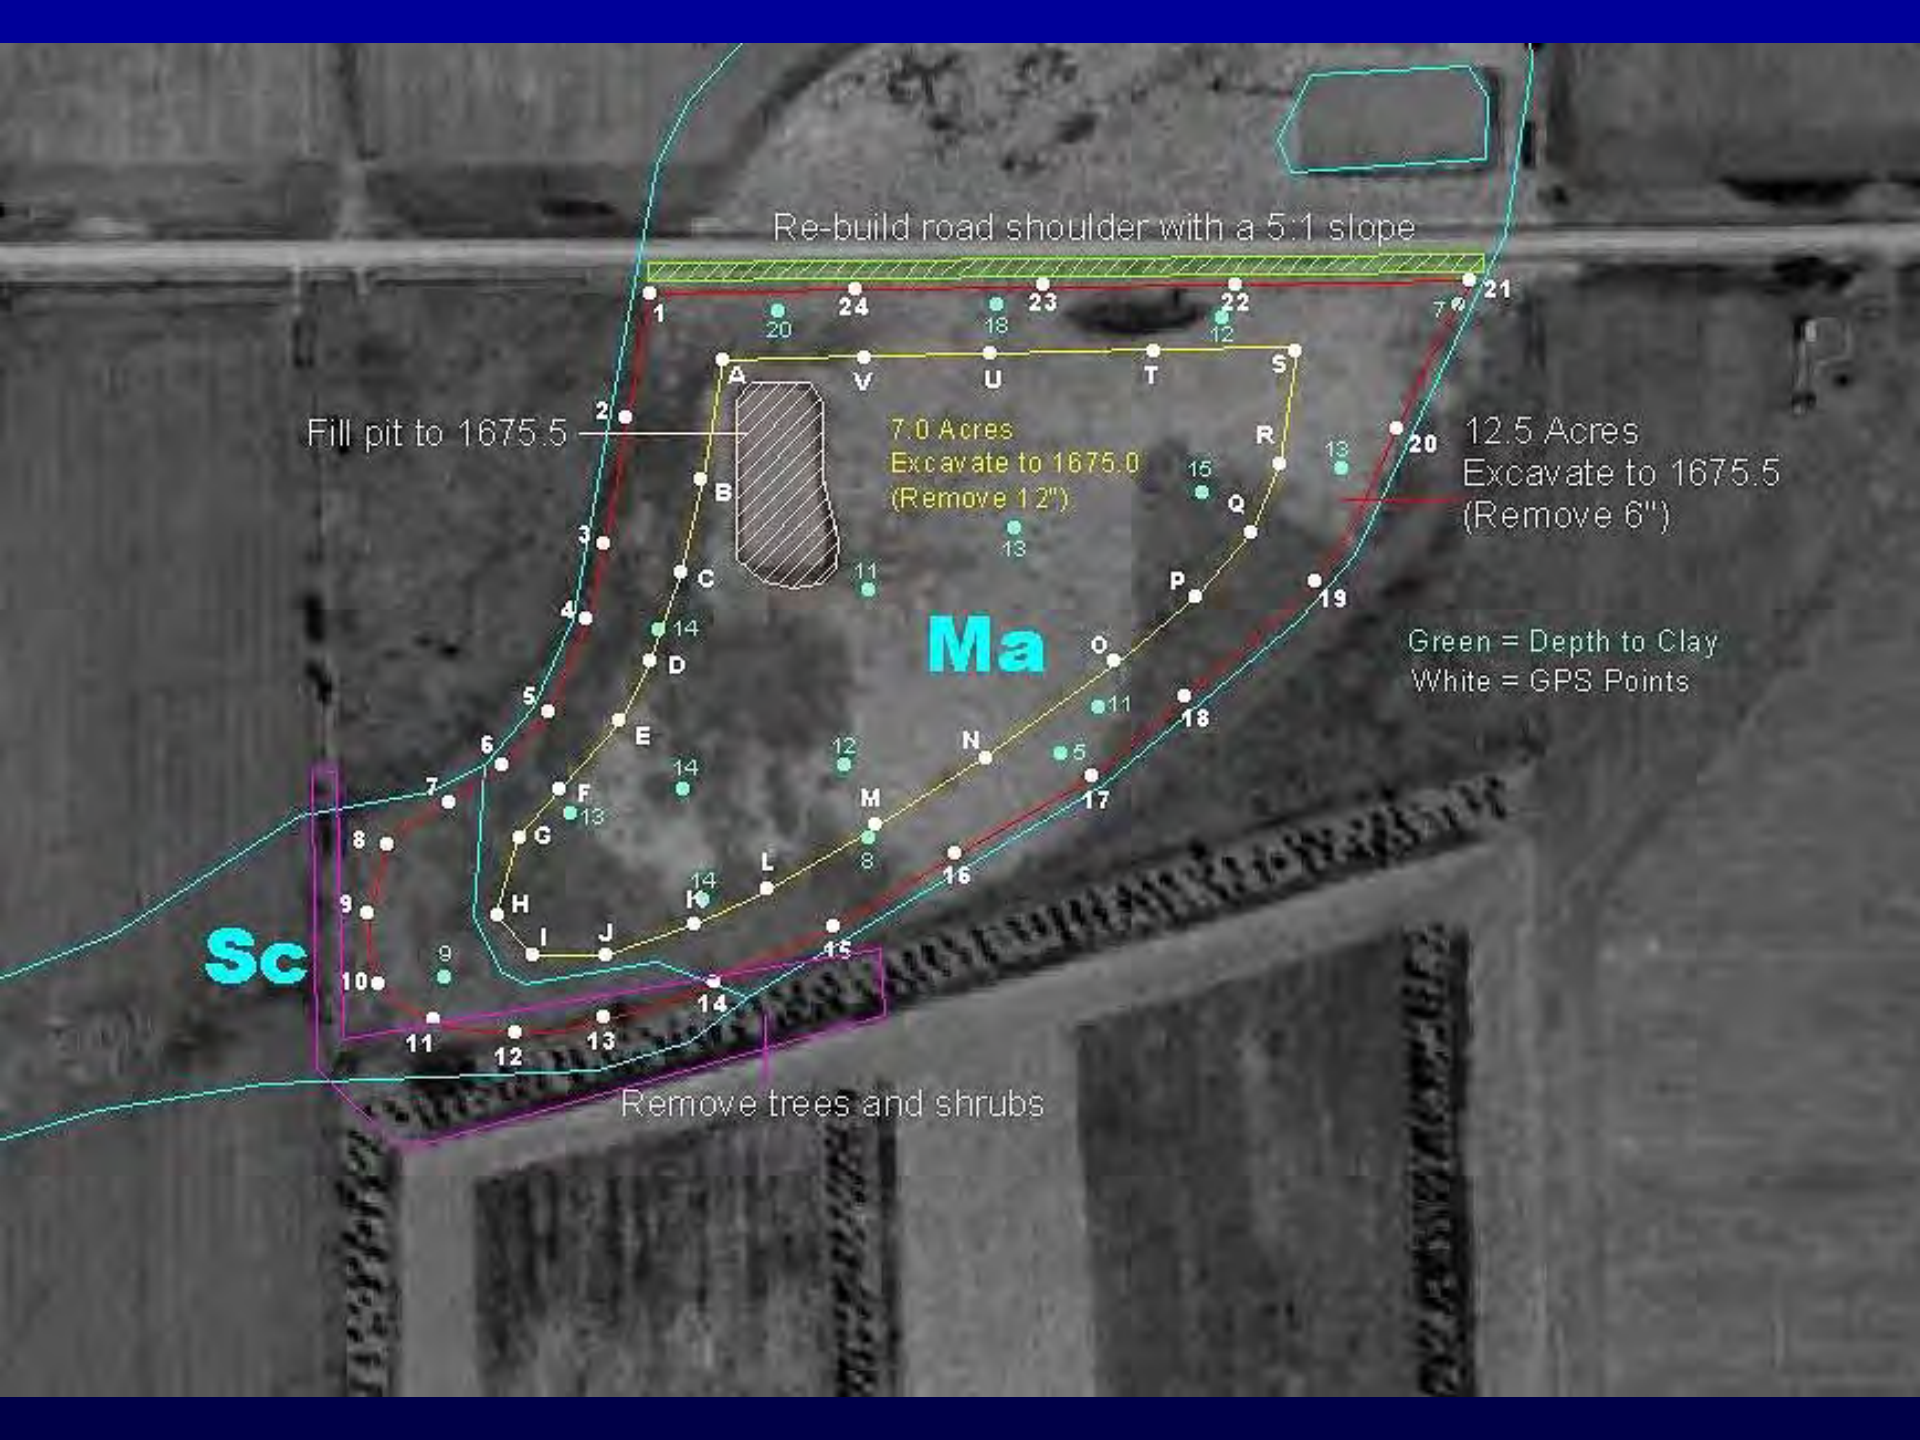 Re-build road shoulder with a 5:1 slope
1
20
24
18
23
12
22
7
21
A
V
U
T
S
2
Fill pit to 1675.5
7.0 Acres
Excavate to 1675.0
(Remove 12")
R
15
13
20
12.5 Acres
Excavate to 1675.5
(Remove 6")
B
Q
3
13
C
11
P
19
4
14
D
Ma
O
Green = Depth to Clay
White = GPS Points
5
E
11
18
6
12
N
5
7
14
F
13
M
17
8
G
8
L
16
9
H
14
K
Sc
I
J
15
9
10
14
11
12
13
Remove trees and shrubs